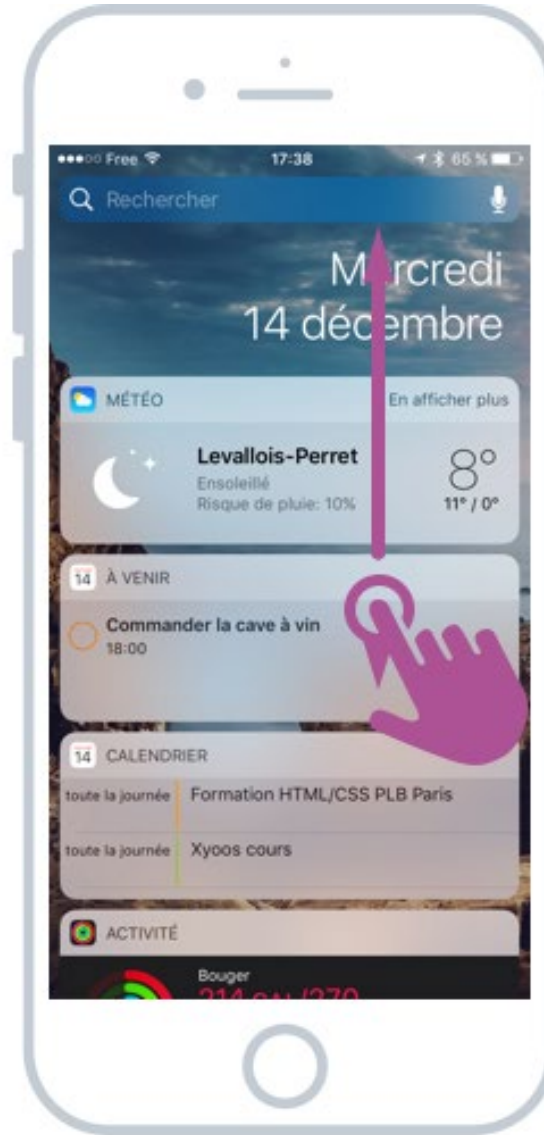 Free 17:38 65 %
Rechercher
Mercredi
14 décembre
MÉTÉO En afficher plus
Levallois-Perret
Ensoleillé
Risque de pluie: 10%
8°
11° / 0°
14 À VENIR
Commander la cave à vin
18:00
14 CALENDRIER
toute la journée Formation HTML/CSS PLB Paris
toute la journée Xyoos cours
ACTIVITÉ
Bouger